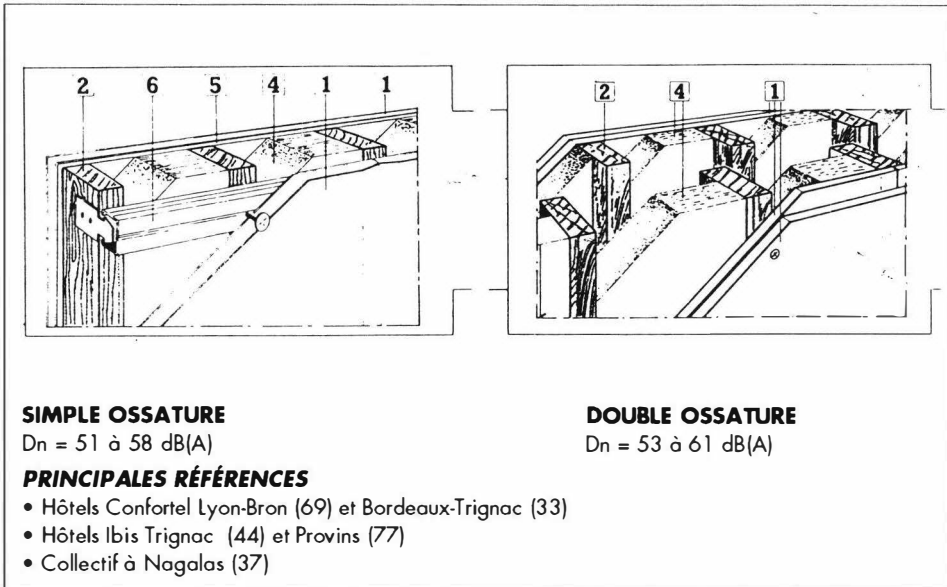 2 6 5 4 1 1
2 4 1
SIMPLE OSSATURE
Dn = 51 à 58 dB(A)
DOUBLE OSSATURE
Dn = 53 à 61 dB(A)
PRINCIPALES RÉFÉRENCES
• Hôtels Confortel Lyon-Bron (69) et Bordeaux-Trignac (33)
• Hôtels Ibis Trignac (44) et Provins (77)
• Collectif à Nagalas (37)